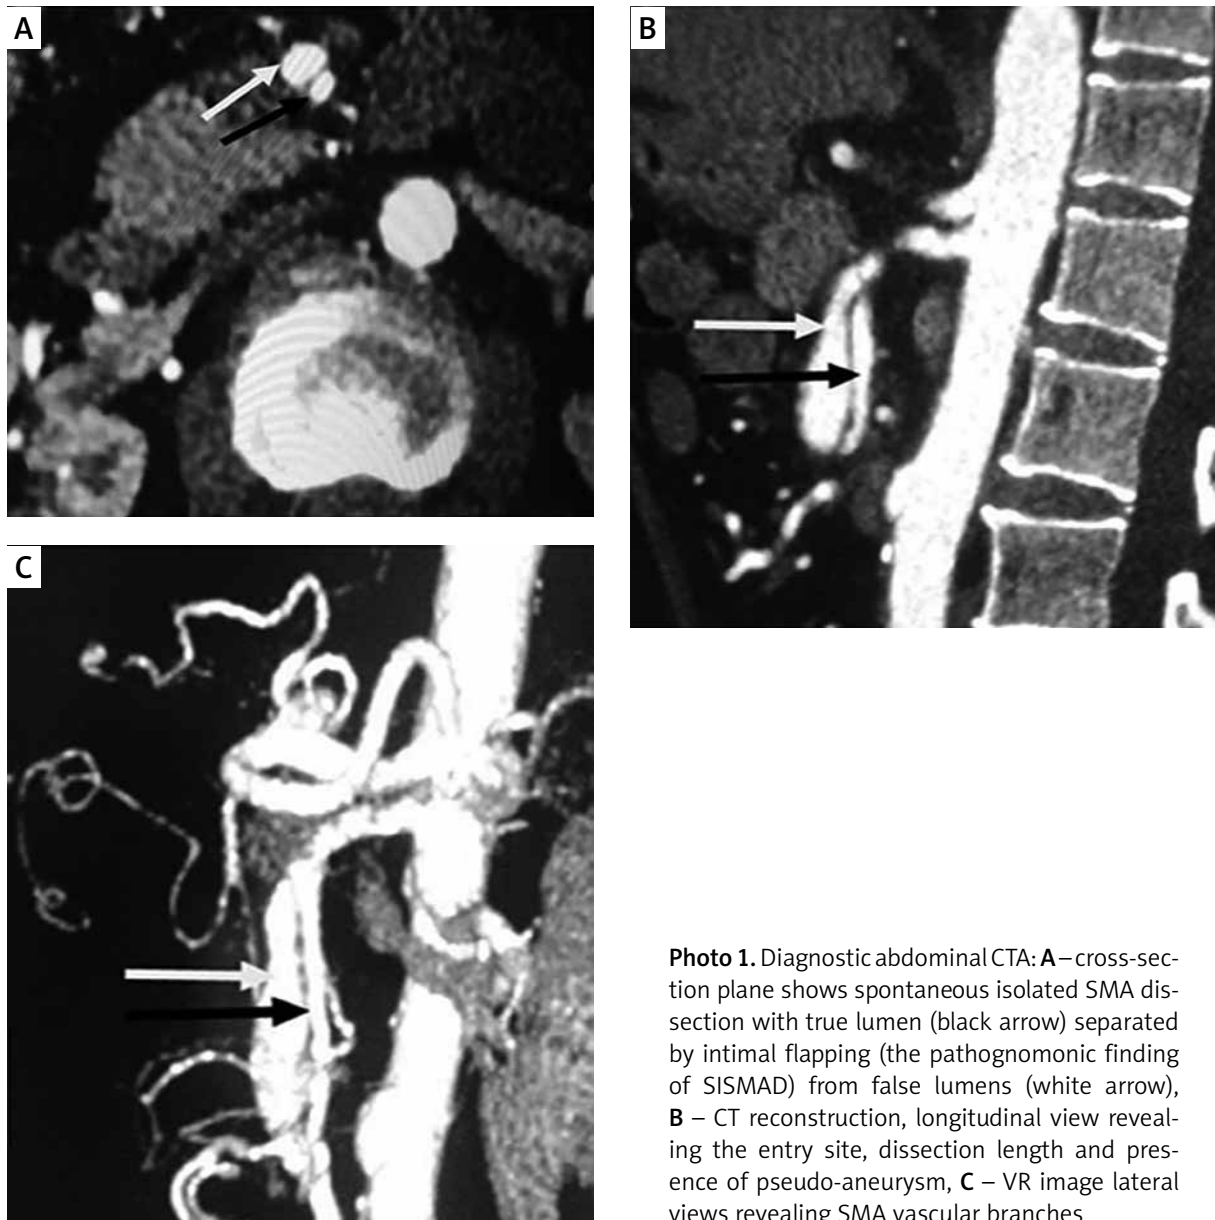 A
B
C
Photo 1. Diagnostic abdominal CTA: A – cross-sec-
tion plane shows spontaneous isolated SMA dis-
section with true lumen (black arrow) separated
by intimal flapping (the pathognomonic finding
of SISMAD) from false lumens (white arrow),
B – CT reconstruction, longitudinal view reveal-
ing the entry site, dissection length and pres-
ence of pseudo-aneurysm, C – VR image lateral
views revealing SMA vascular branches